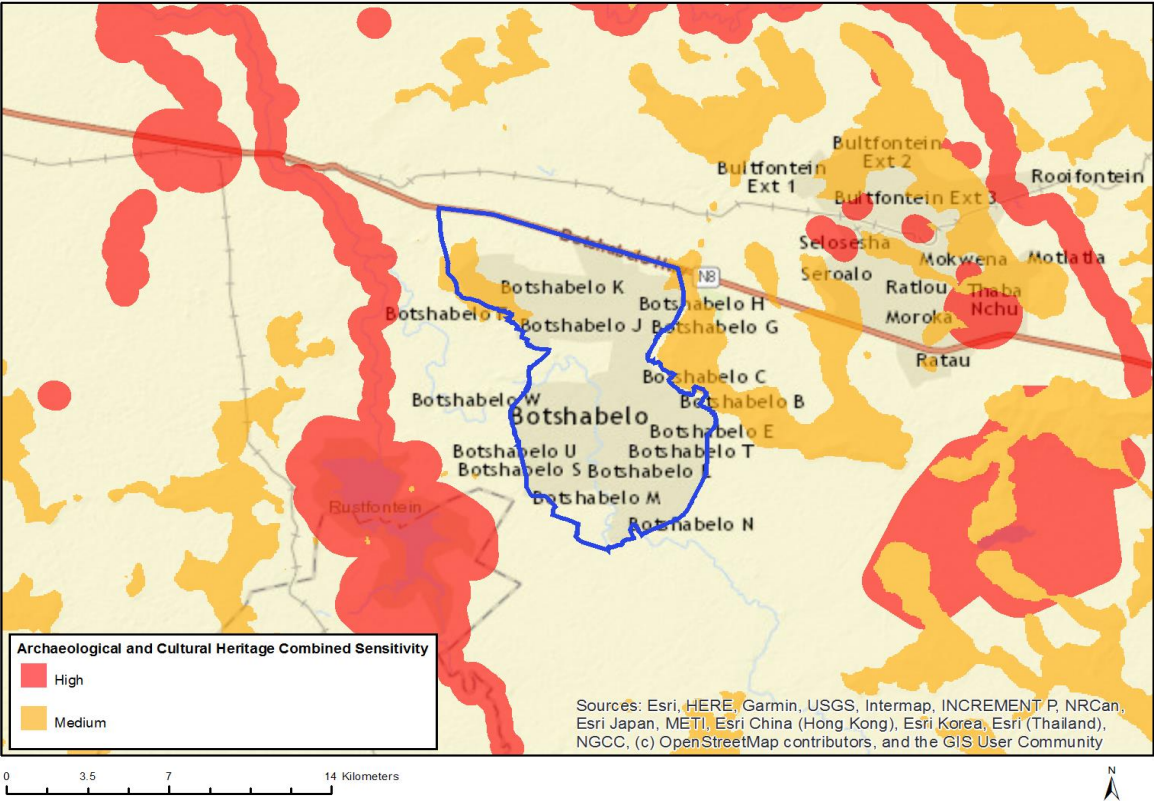 Bultfontein
Ext 2
Bultfontein
Ext 1
Rooifontein
Bultfontein Ext 3
Selosesha
Mokwena
Motlatla
Seroalo
N8
Botshabelo K
Ratlou
Thaba
Nchu
Botshabelo H
Botshabelo
Botshabelo J
Botshabelo G
Moroka
Ratau
Botshabelo C
Botshabelo W
Botshabelo B
Botshabelo
Botshabelo E
Botshabelo U
Botshabelo T
Botshabelo S
Botshabelo
Botshabelo M
Rustfontein
Botshabelo N
Archaeological and Cultural Heritage Combined Sensitivity
High
Medium
Sources: Esri, HERE, Garmin, USGS, Intermap, INCREMENT P, NRCan,
Esri Japan, METI, Esri China (Hong Kong), Esri Korea, Esri (Thailand),
NGCC, (c) OpenStreetMap contributors, and the GIS User Community
0 3.5 7 14 Kilometers
N